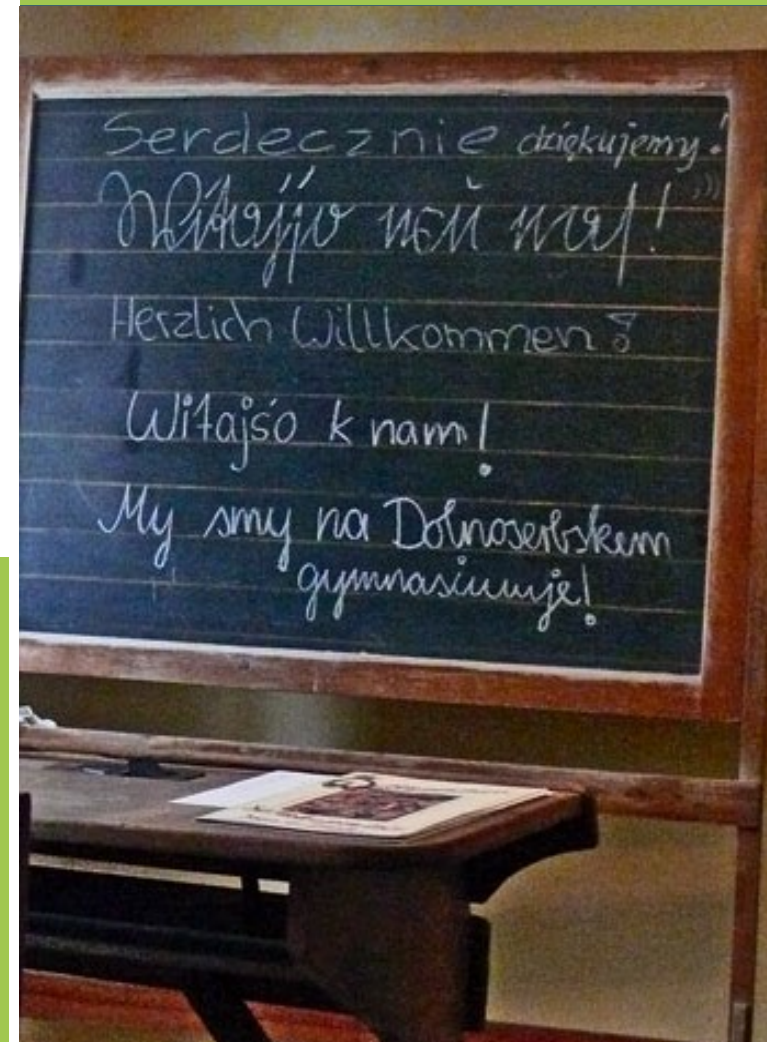 Serdecznie dziękujemy!
Herzlich Willkommen!
Witajśo k nam!
My smy na Dolnoserbskem
gymnasiumje!